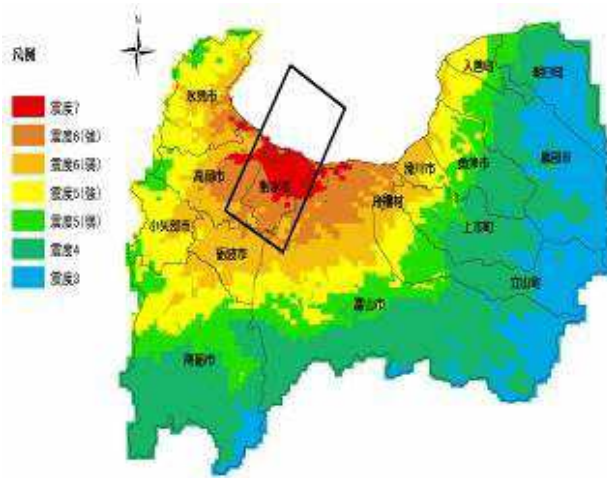 N
凡例
震度7
震度6(強)
震度6(弱)
震度5(強)
震度5(弱)
震度4
震度3
氷見市
入善町
朝日町
黒部市
魚津市
滑川市
高岡市
射水市
舟橋村
上市町
小矢部市
砺波市
立山町
富山市
南砺市